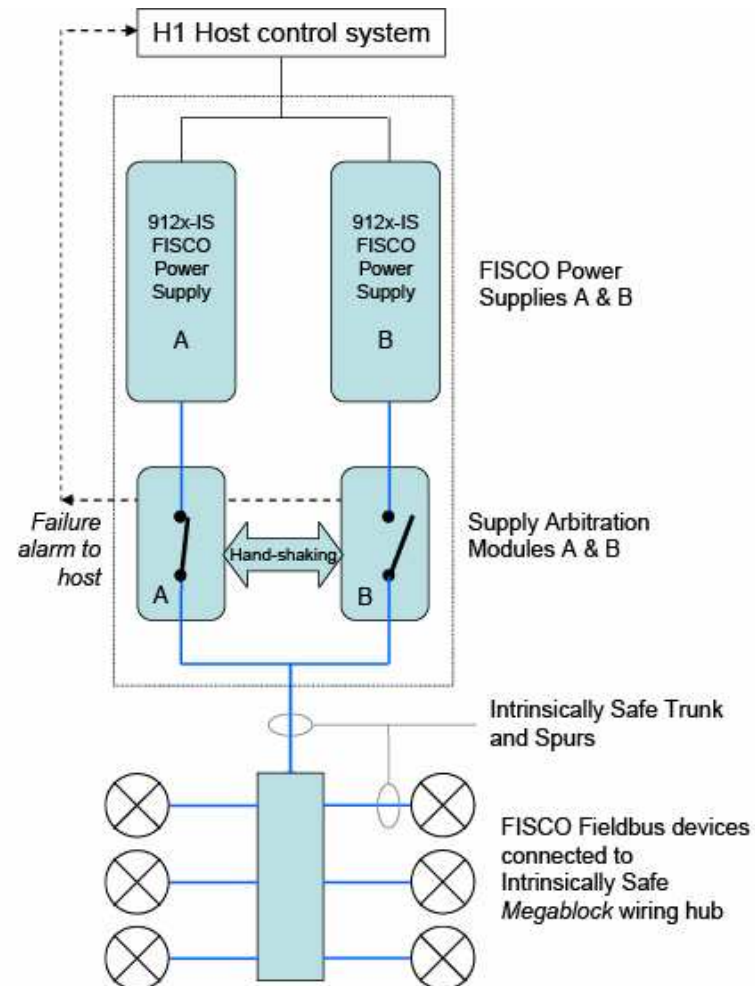 H1 Host control system
912x-IS
FISCO
Power
Supply
A
912x-IS
FISCO
Power
Supply
B
FISCO Power
Supplies A & B
Failure
alarm to
host
A
Hand-shaking
B
Supply Arbitration
Modules A & B
Intrinsically Safe Trunk
and Spurs
FISCO Fieldbus devices
connected to
Intrinsically Safe
Megablock wiring hub